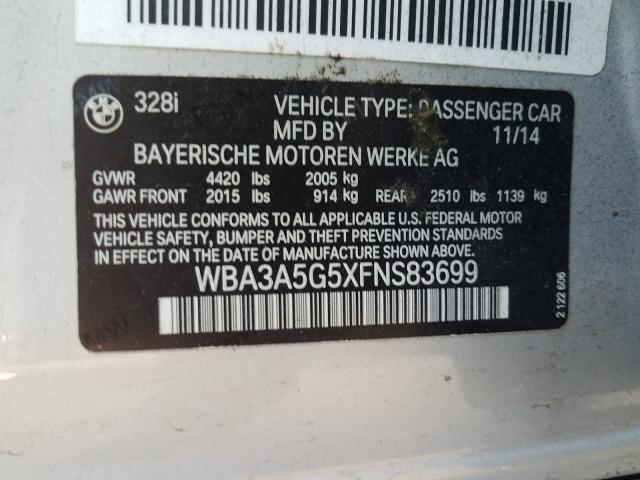 BMW
328i VEHICLE TYPE: PASSENGER CAR
MFD BY 11/14
BAYERISCHE MOTOREN WERKE AG
GVWR 4420 lbs 2005 kg
GAWR FRONT 2015 lbs 914 kg REAR 2510 lbs 1139 kg
THIS VEHICLE CONFORMS TO ALL APPLICABLE U.S. FEDERAL MOTOR
VEHICLE SAFETY, BUMPER AND THEFT PREVENTION STANDARDS
IN EFFECT ON THE DATE OF MANUFACTURE SHOWN ABOVE.
WBA3A5G5XFNS83699
2 122 606